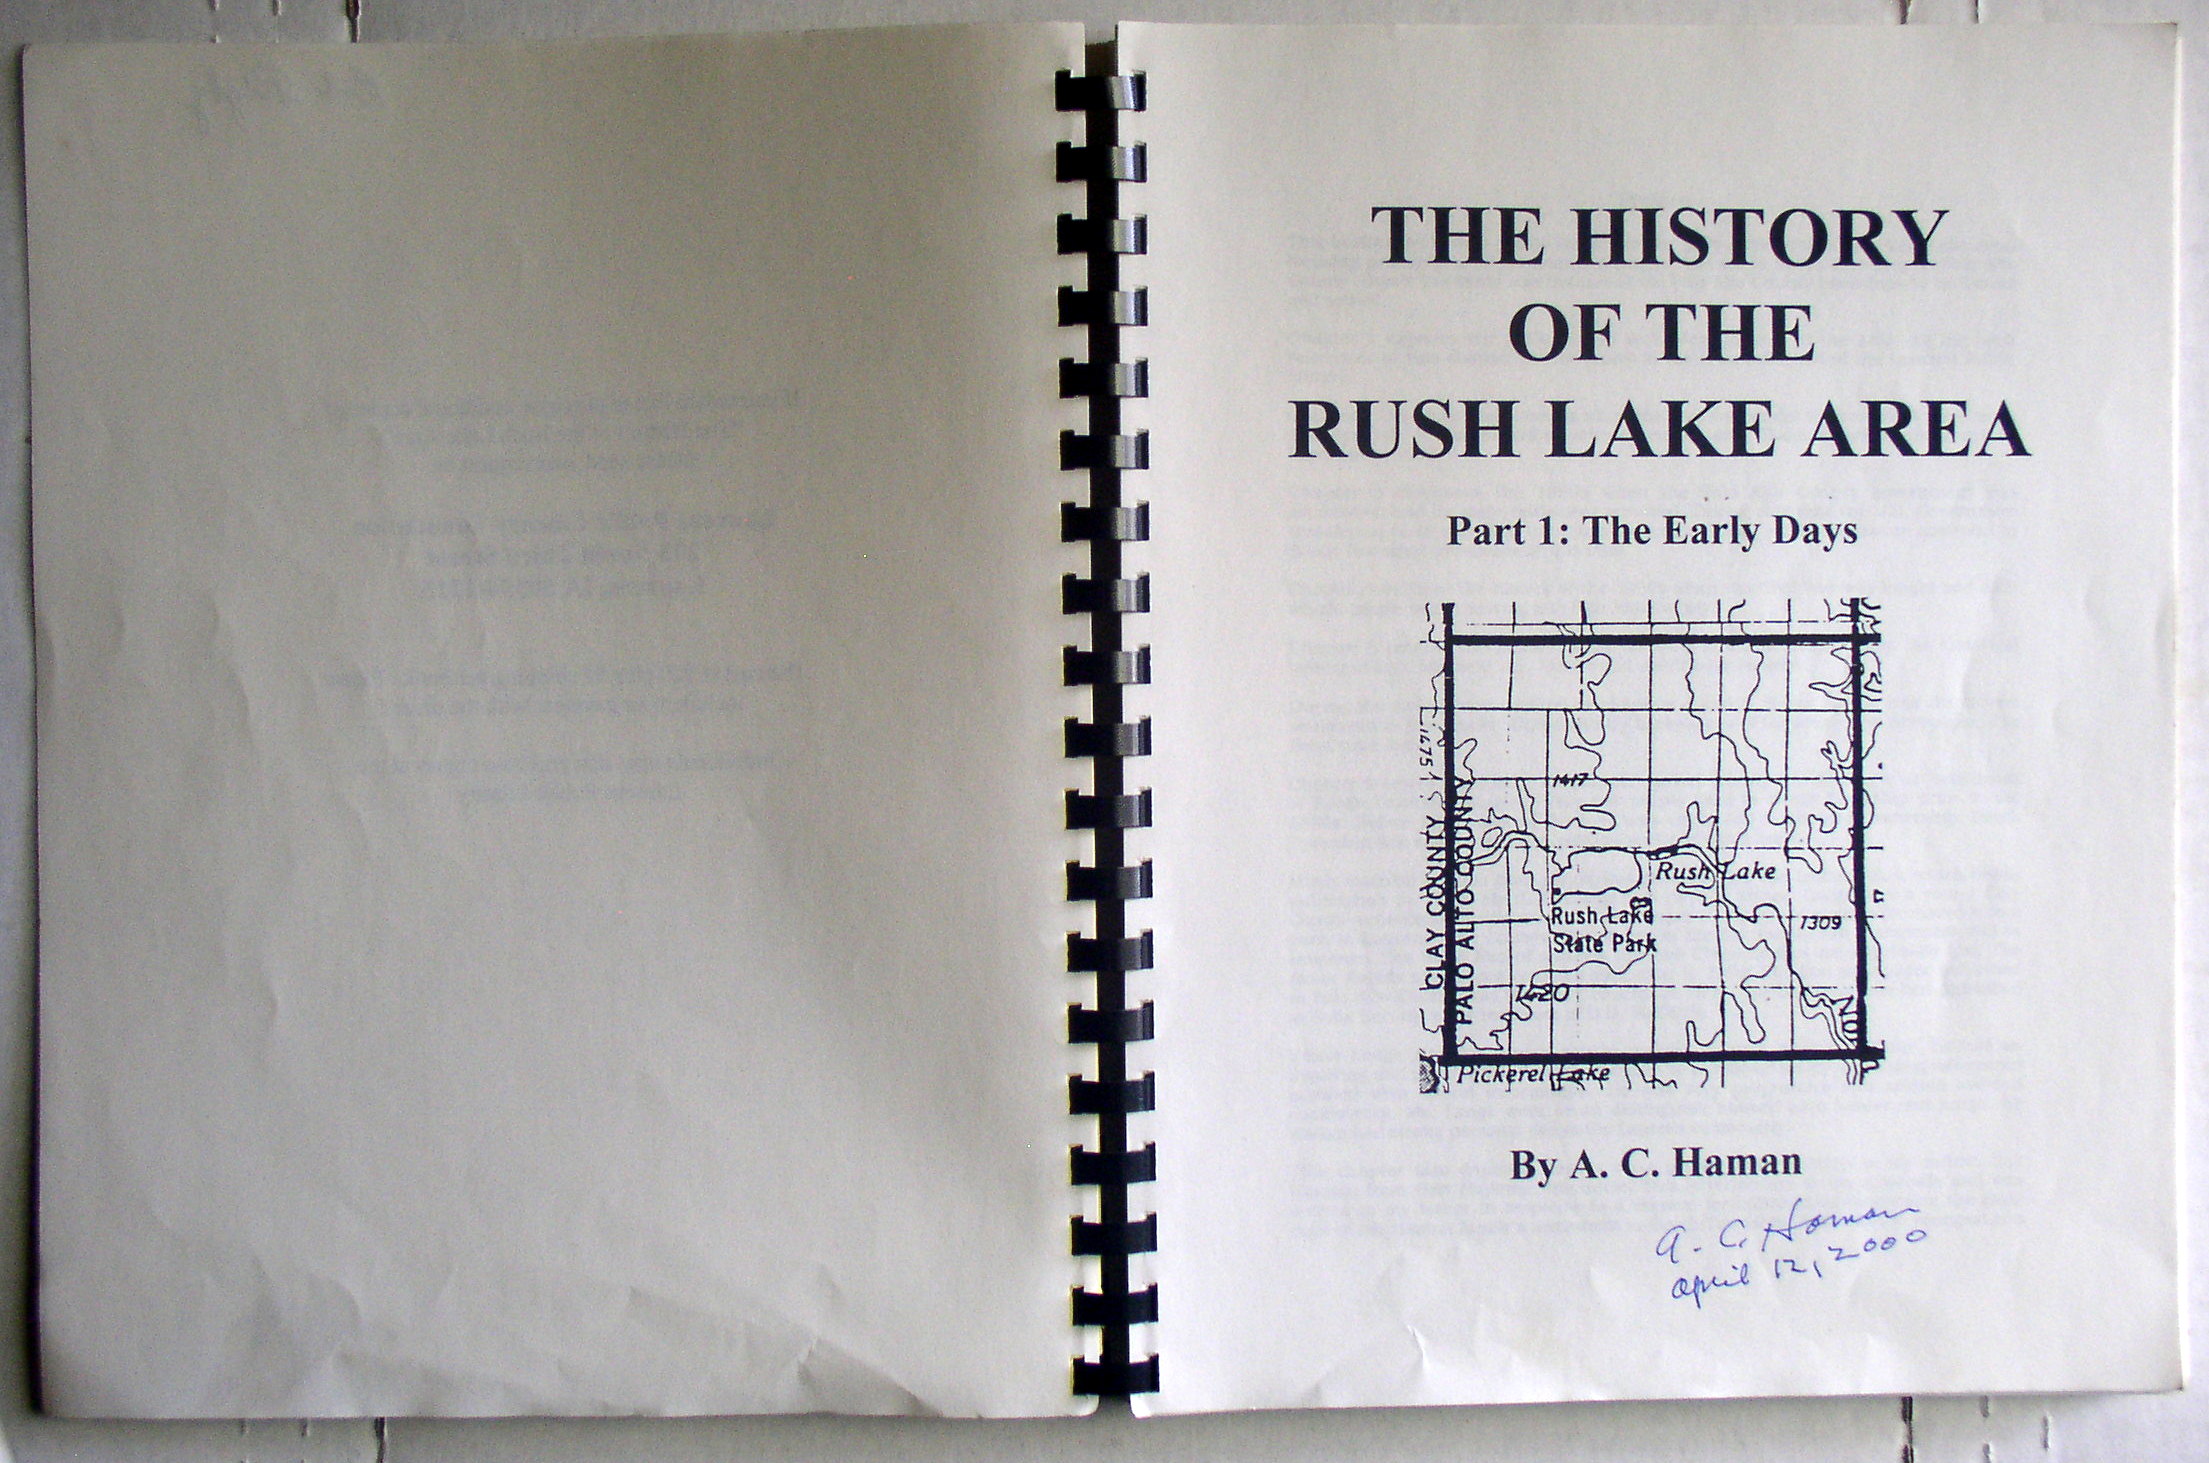 THE HISTORY
OF THE
RUSH LAKE AREA
Part 1: The Early Days
1417
CLAY COUNTY
PALO ALTO COUNTY
Rush Lake
Rush Lake
State Park
1309
1420
Pickerel Lake
By A. C. Haman
A. C. Haman
April 12, 2000